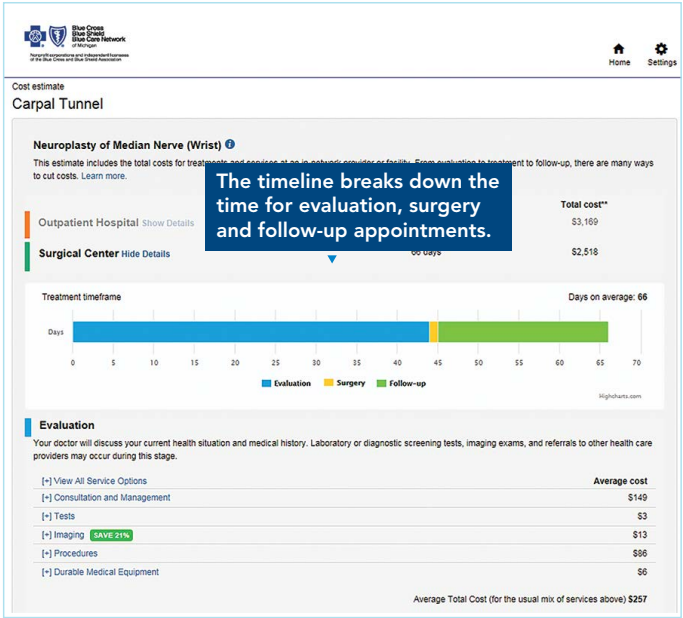 Blue Cross
Blue Shield
Blue Care Network
of Michigan
Nonprofit corporations and independent licensees
of the Blue Cross and Blue Shield Association
Home
Settings
Cost estimate
Carpal Tunnel
Neuroplasty of Median Nerve (Wrist)
This estimate includes the total costs for treatments and services at an in-network provider or facility. From evaluation to treatment to follow-up, there are many ways
to cut costs. Learn more.
The timeline breaks down the
time for evaluation, surgery
and follow-up appointments.
Total cost**
Outpatient Hospital Show Details
$3,169
Surgical Center Hide Details
66 days
$2,518
Treatment timeframe
Days on average: 66
Days
0 5 10 15 20 25 30 35 40 45 50 55 60 65 70
Evaluation Surgery Follow-up
Highcharts.com
Evaluation
Your doctor will discuss your current health situation and medical history. Laboratory or diagnostic screening tests, imaging exams, and referrals to other health care
providers may occur during this stage.
[+] View All Service Options
Average cost
[+] Consultation and Management
$149
[+] Tests
$3
[+] Imaging SAVE 21%
$13
[+] Procedures
$86
[+] Durable Medical Equipment
$6
Average Total Cost (for the usual mix of services above) $257